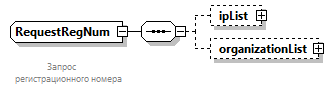 RequestRegNum
ipList
organizationList
Запрос
регистрационного номера